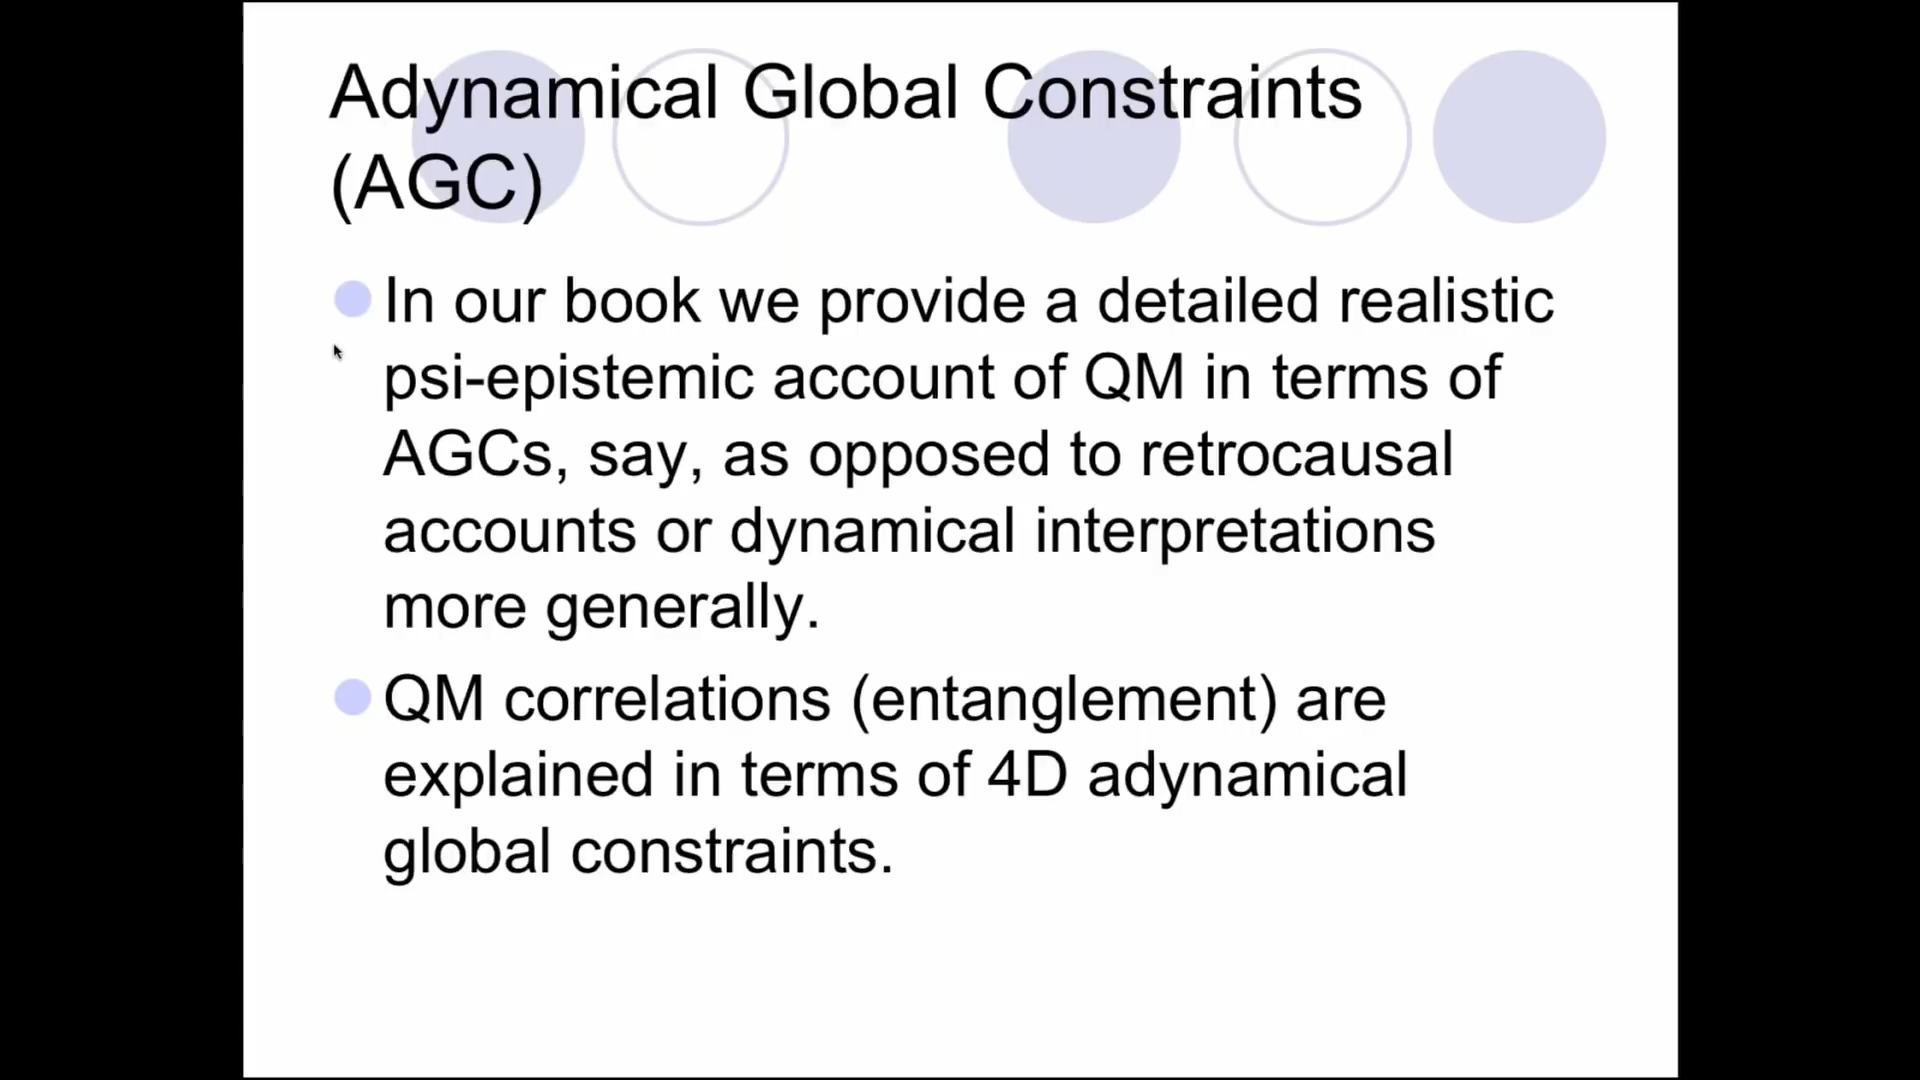 Adynamical Global Constraints
(AGC)
In our book we provide a detailed realistic
psi-epistemic account of QM in terms of
AGCs, say, as opposed to retrocausal
accounts or dynamical interpretations
more generally.
QM correlations (entanglement) are
explained in terms of 4D adynamical
global constraints.